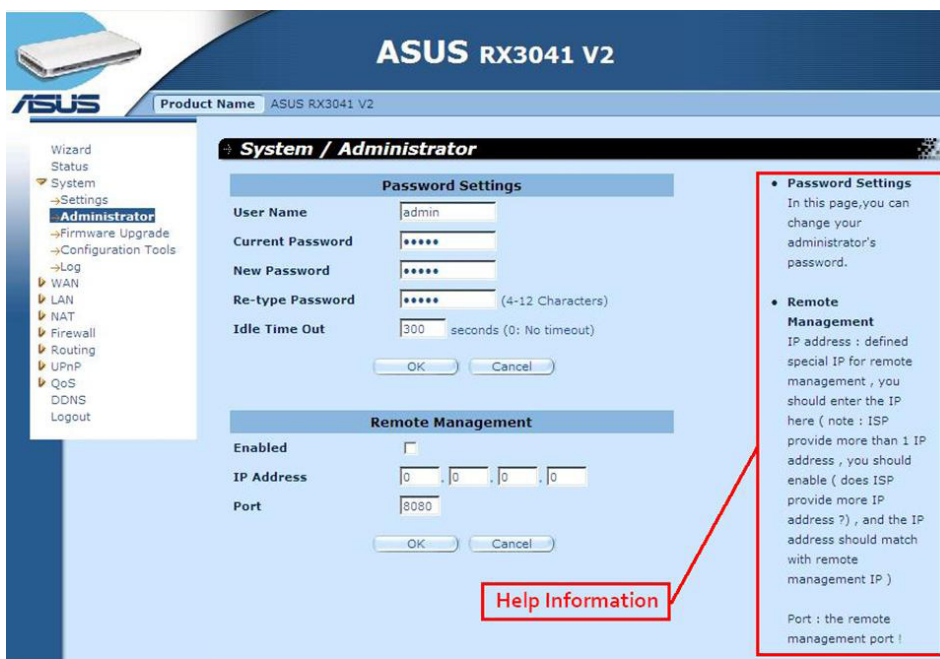 ASUS RX3041 V2
ASUS
Product Name ASUS RX3041 V2
Wizard
Status
System
Settings
Administrator
Firmware Upgrade
Configuration Tools
Log
WAN
LAN
NAT
Firewall
Routing
UPnP
QoS
DDNS
Logout
System / Administrator
Password Settings
User Name admin
Current Password •••••
New Password •••••
Re-type Password ••••• (4-12 Characters)
Idle Time Out 300 seconds (0: No timeout)
OK Cancel
Remote Management
Enabled
IP Address 0 . 0 . 0 . 0
Port 8080
OK Cancel
Help Information
• Password Settings
In this page,you can
change your
administrator's
password.
• Remote
Management
IP address : defined
special IP for remote
management , you
should enter the IP
here ( note : ISP
provide more than 1 IP
address , you should
enable ( does ISP
provide more IP
address ?) , and the IP
address should match
with remote
management IP )
Port : the remote
management port !